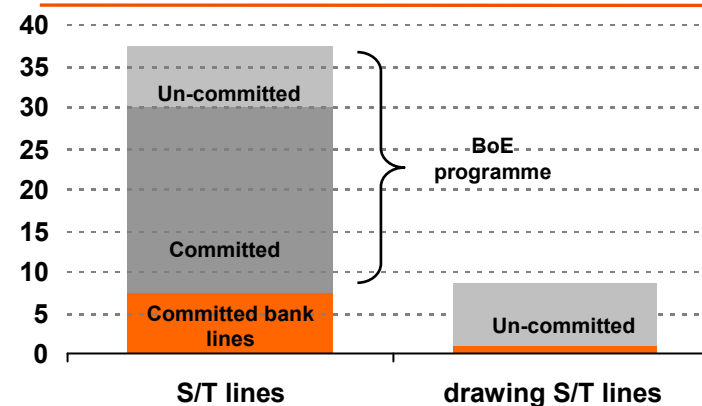 40
35
30
25
20
15
10
5
0
Un-committed
Committed
Committed bank
lines
BoE
programme
Un-committed
S/T lines
drawing S/T lines